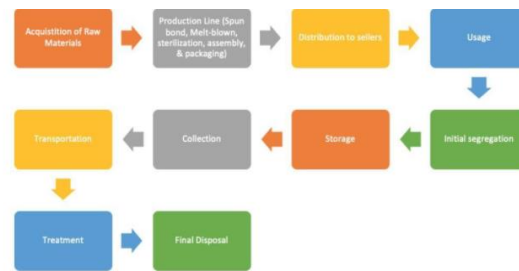 Acquistition of Raw
Materials
Production Line (Spun
bond, Melt-blown,
sterilization, assembly,
& packaging)
Distribution to sellers
Usage
Transportation
Collection
Storage
Initial segregation
Treatment
Final Disposal